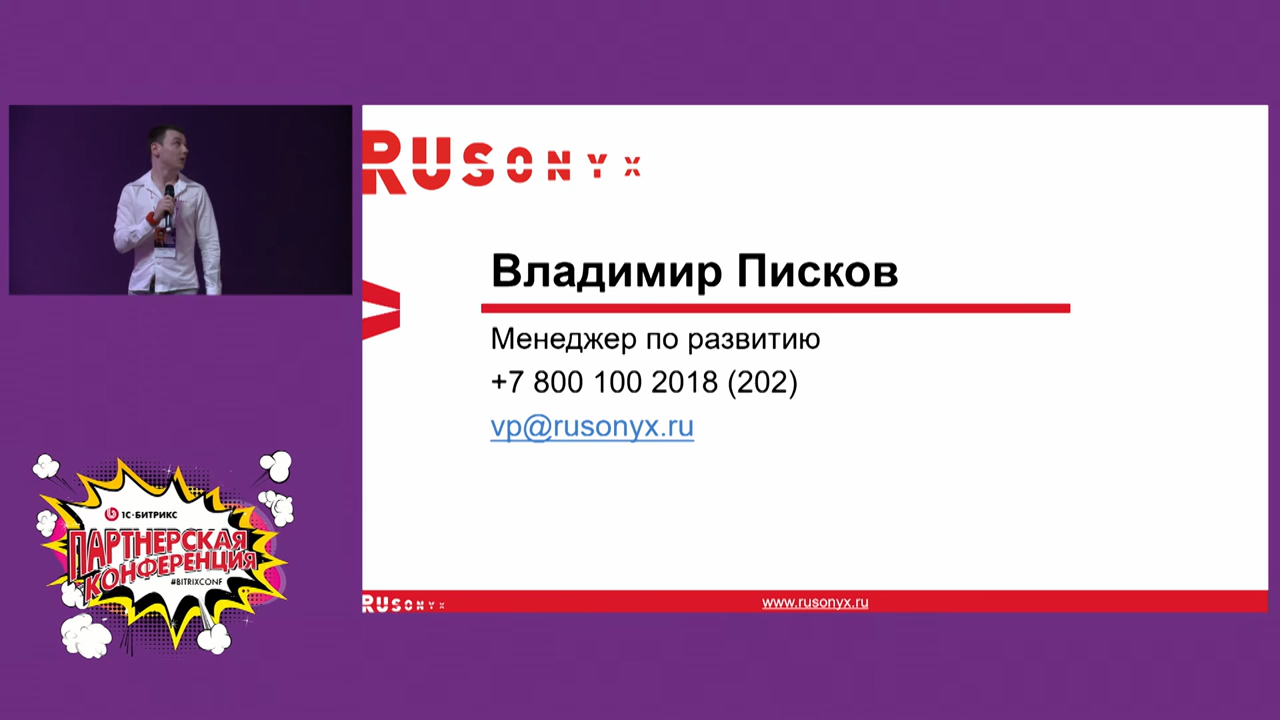 RUSONYX
Владимир Писков
Менеджер по развитию
+7 800 100 2018 (202)
vp@rusonyx.ru
1С·БИТРИКС
ПАРТНЕРСКАЯ
КОНФЕРЕНЦИЯ
#BITRIXCONF
RUSONYX
www.rusonyx.ru